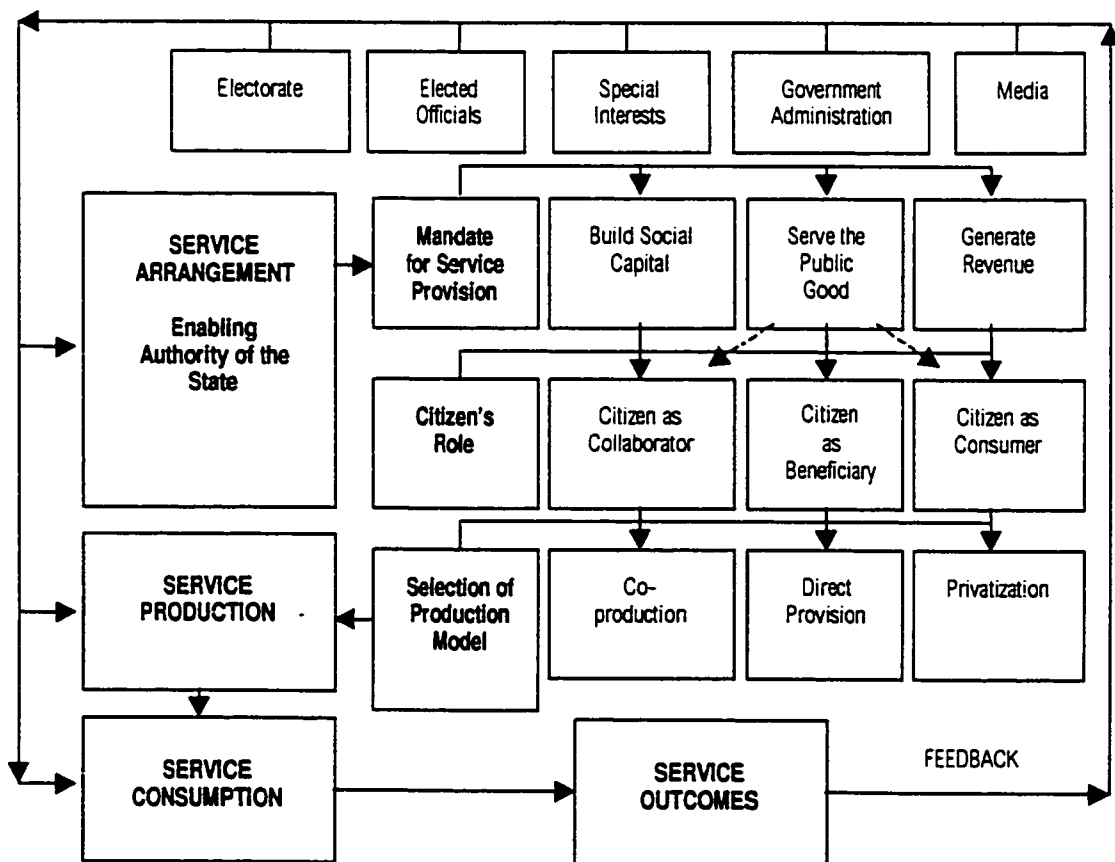 Electorate
Elected
Officials
Special
Interests
Government
Administration
Media
SERVICE
ARRANGEMENT
Enabling
Authority of the
State
Mandate
for Service
Provision
Build Social
Capital
Serve the
Public
Good
Generate
Revenue
Citizen's
Role
Citizen as
Collaborator
Citizen
as
Beneficiary
Citizen as
Consumer
SERVICE
PRODUCTION
Selection of
Production
Model
Co-
production
Direct
Provision
Privatization
SERVICE
CONSUMPTION
SERVICE
OUTCOMES
FEEDBACK